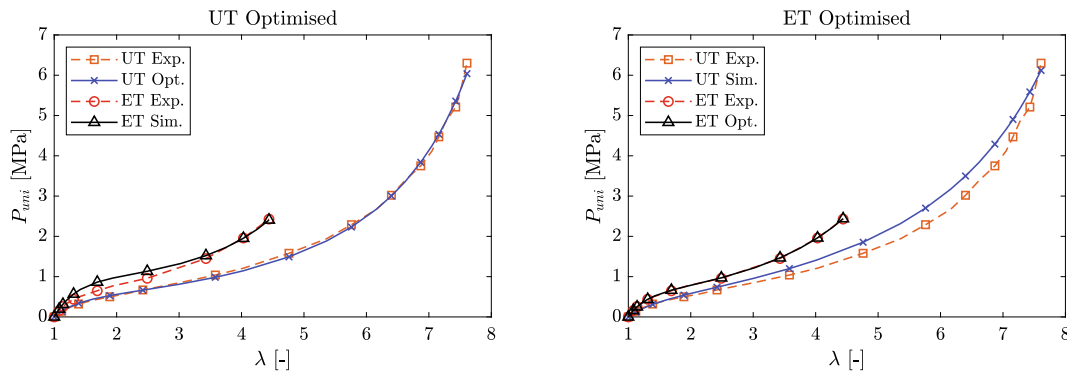 UT Optimised
7
6
5
4
3
2
1
0
P_uni [MPa]
UT Exp.
UT Opt.
ET Exp.
ET Sim.
1 2 3 4 5 6 7 8
λ [-]
ET Optimised
7
6
5
4
3
2
1
0
P_uni [MPa]
UT Exp.
UT Sim.
ET Exp.
ET Opt.
1 2 3 4 5 6 7 8
λ [-]